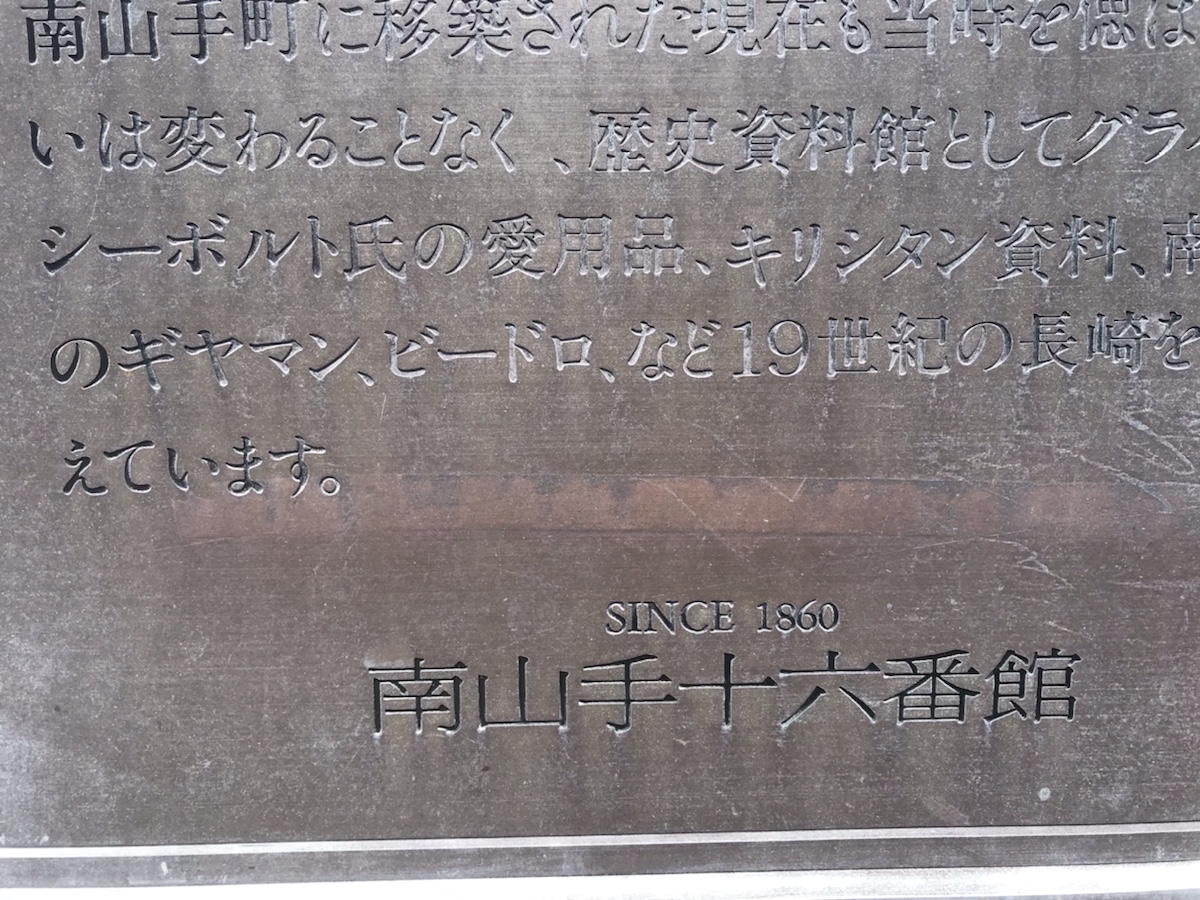 南山手町に移築された現在も当時を偲ば
いは変わることなく、歴史資料館としてグラ
シーボルト氏の愛用品、キリシタン資料、南
のギヤマン、ビードロ、など19世紀の長崎を
えています。
SINCE 1860
南山手十六番館